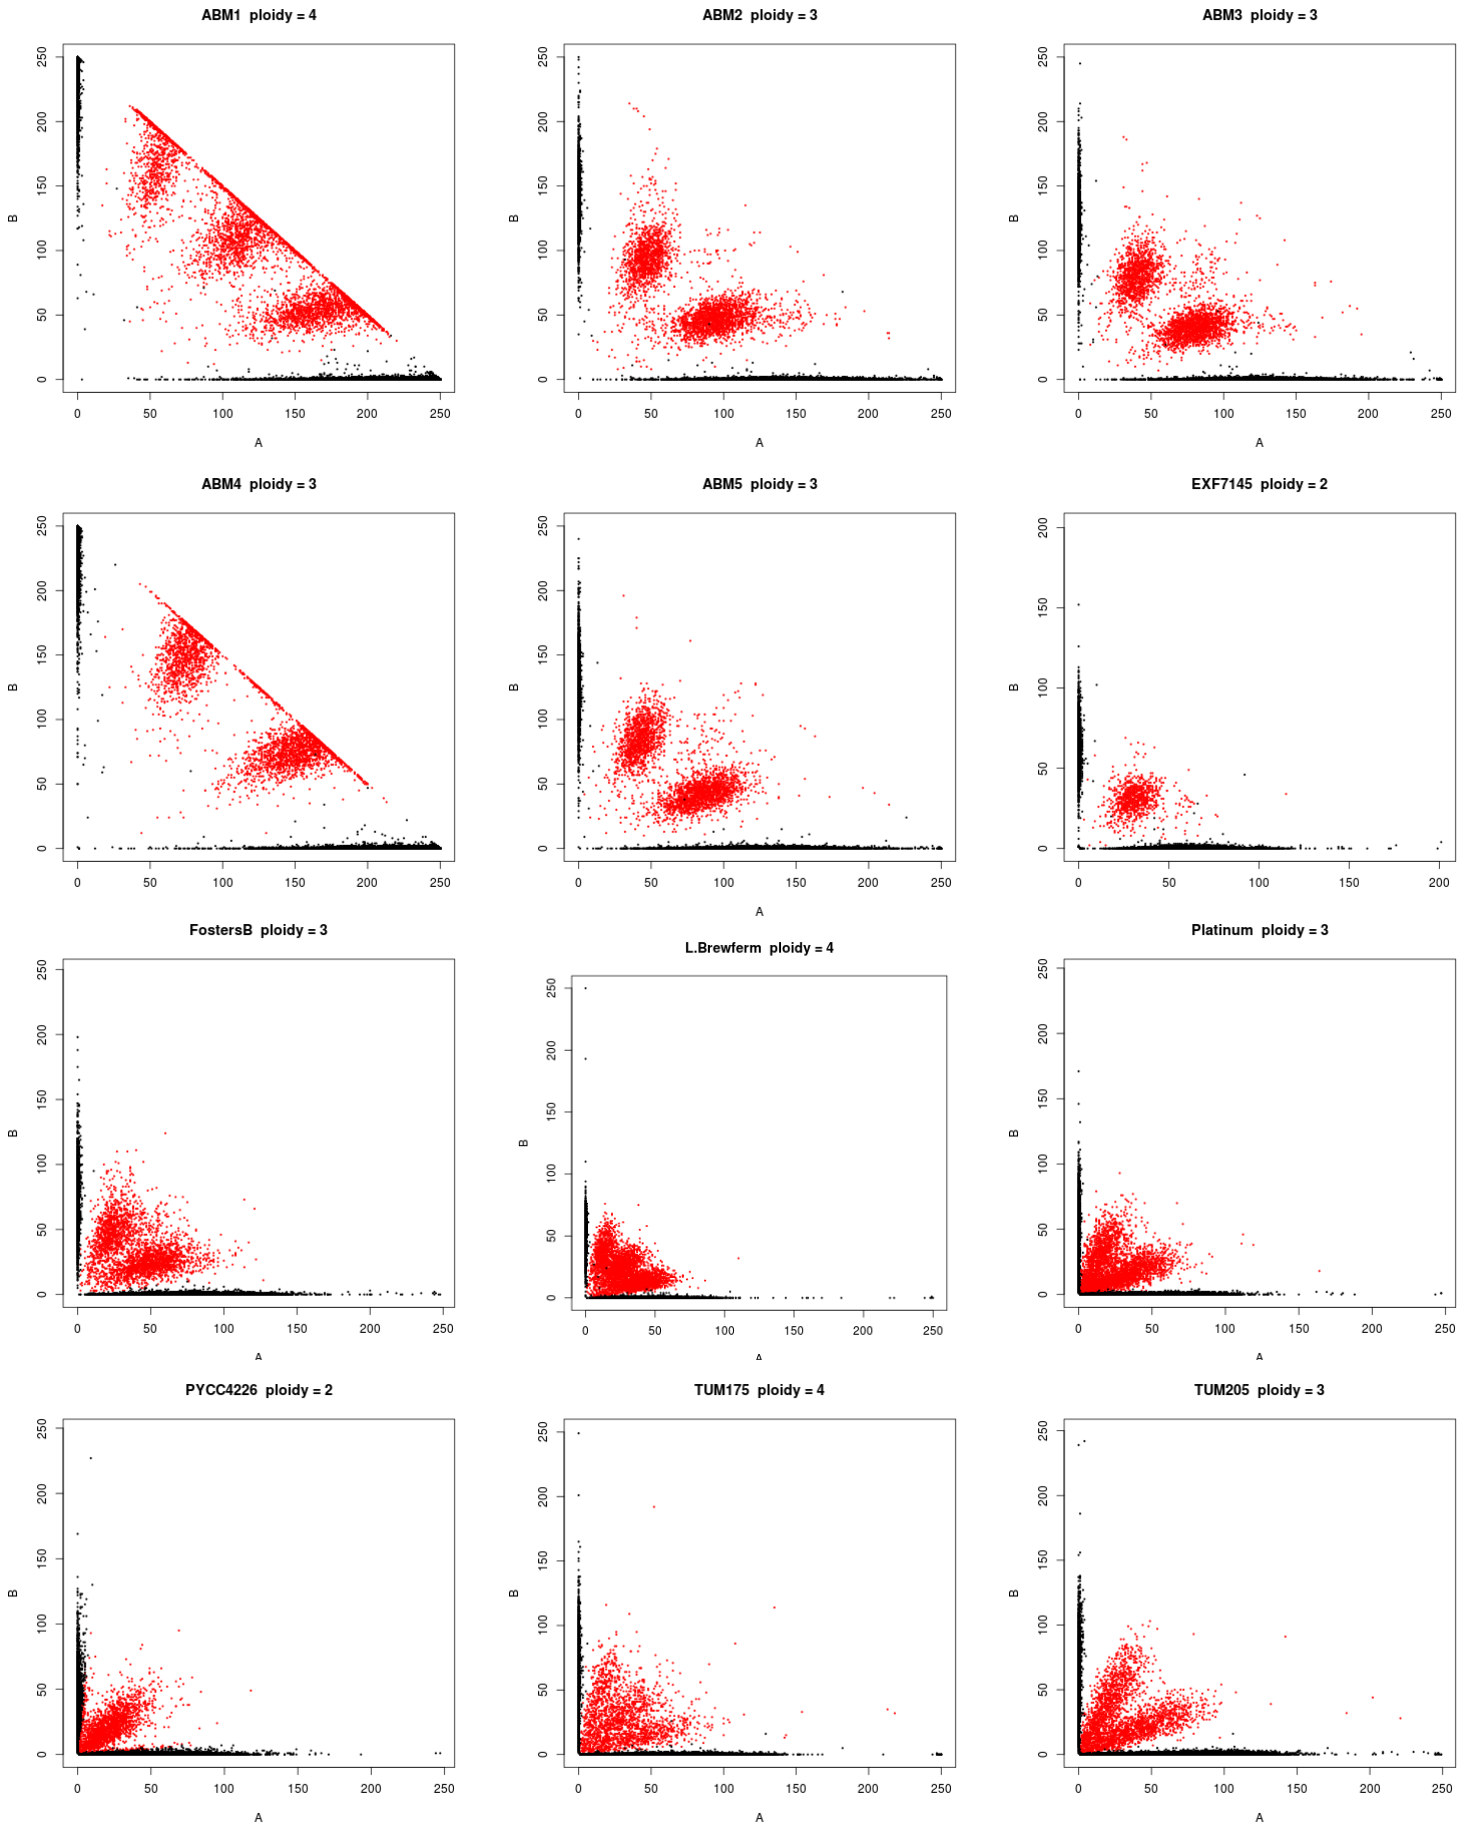 ABM1 ploidy = 4
250
200
150
100
50
0
B
0 50 100 150 200 250
A
ABM2 ploidy = 3
250
200
150
100
50
0
B
0 50 100 150 200 250
A
ABM3 ploidy = 3
250
200
150
100
50
0
B
0 50 100 150 200 250
A
ABM4 ploidy = 3
250
200
150
100
50
0
B
0 50 100 150 200 250
ABM5 ploidy = 3
250
200
150
100
50
0
B
0 50 100 150 200 250
A
EXF7145 ploidy = 2
200
150
100
50
0
B
0 50 100 150 200
FostersB ploidy = 3
250
200
150
100
50
0
B
0 50 100 150 200 250
A
L.Brewferm ploidy = 4
250
200
150
100
50
0
B
0 50 100 150 200 250
A
Platinum ploidy = 3
250
200
150
100
50
0
B
0 50 100 150 200 250
A
PYCC4226 ploidy = 2
250
200
150
100
50
0
B
0 50 100 150 200 250
A
TUM175 ploidy = 4
250
200
150
100
50
0
B
0 50 100 150 200 250
A
TUM205 ploidy = 3
250
200
150
100
50
0
B
0 50 100 150 200 250
A